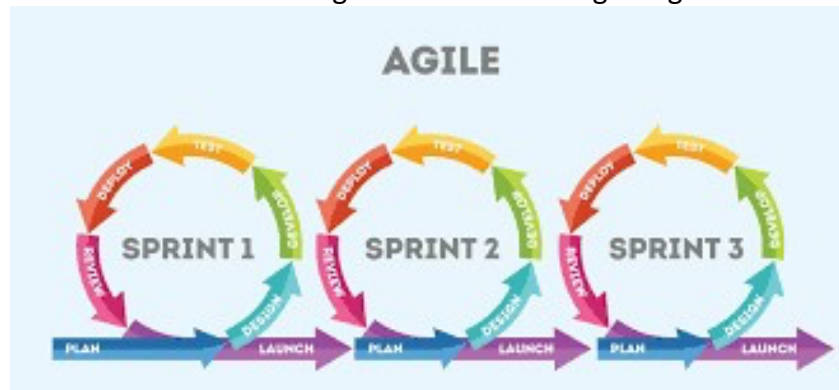 AGILE
TEST
DEPLOY
DEVELOP
SPRINT 1
REVIEW
DESIGN
PLAN
LAUNCH
TEST
DEPLOY
DEVELOP
SPRINT 2
REVIEW
DESIGN
PLAN
LAUNCH
TEST
DEPLOY
DEVELOP
SPRINT 3
REVIEW
DESIGN
PLAN
LAUNCH